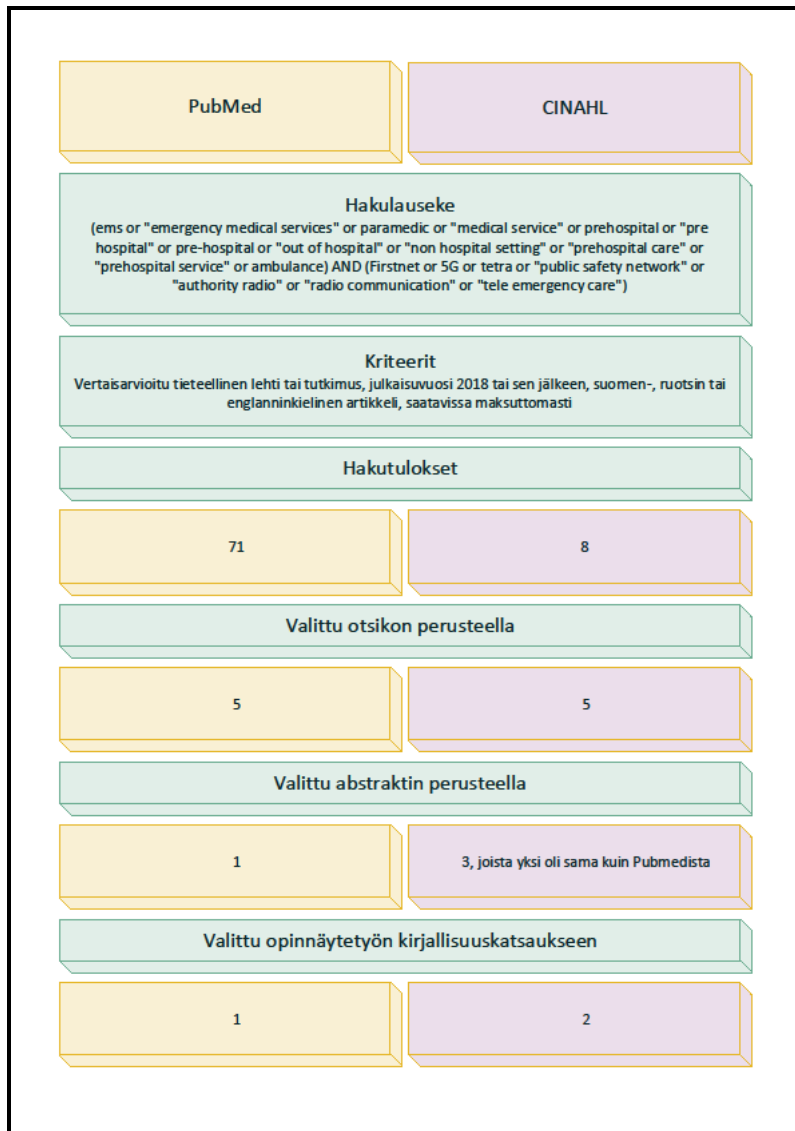 PubMed
CINAHL
Hakulauseke
(ems or "emergency medical services" or paramedic or "medical service" or prehospital or "pre
hospital" or pre-hospital or "out of hospital" or "non hospital setting" or "prehospital care" or
"prehospital service" or ambulance) AND (Firstnet or 5G or tetra or "public safety network" or
"authority radio" or "radio communication" or "tele emergency care")
Kriteerit
Vertaisarvioitu tieteellinen lehti tai tutkimus, julkaisuvuosi 2018 tai sen jälkeen, suomen-, ruotsin tai
englanninkielinen artikkeli, saatavissa maksuttomasti
Hakutulokset
71
8
Valittu otsikon perusteella
5
5
Valittu abstraktin perusteella
1
3, joista yksi oli sama kuin Pubmedista
Valittu opinnäytetyön kirjallisuuskatsaukseen
1
2